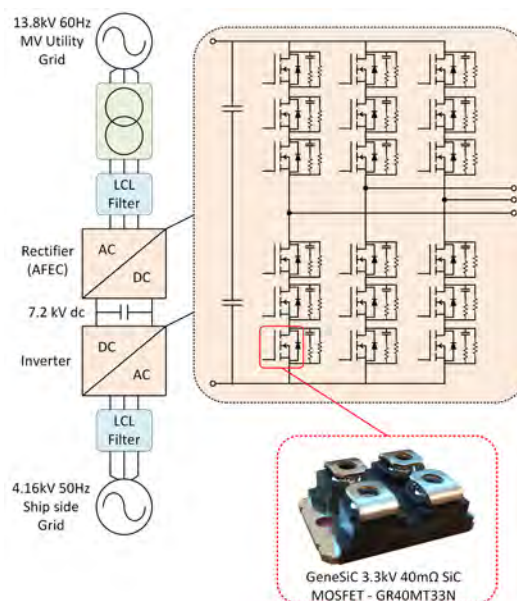 13.8kV 60Hz
MV Utility
Grid
LCL
Filter
Rectifier
(AFEC)
AC
DC
7.2 kV dc
Inverter
DC
AC
LCL
Filter
4.16kV 50Hz
Ship side
Grid
GeneSiC 3.3kV 40mΩ SiC
MOSFET - GR40MT33N